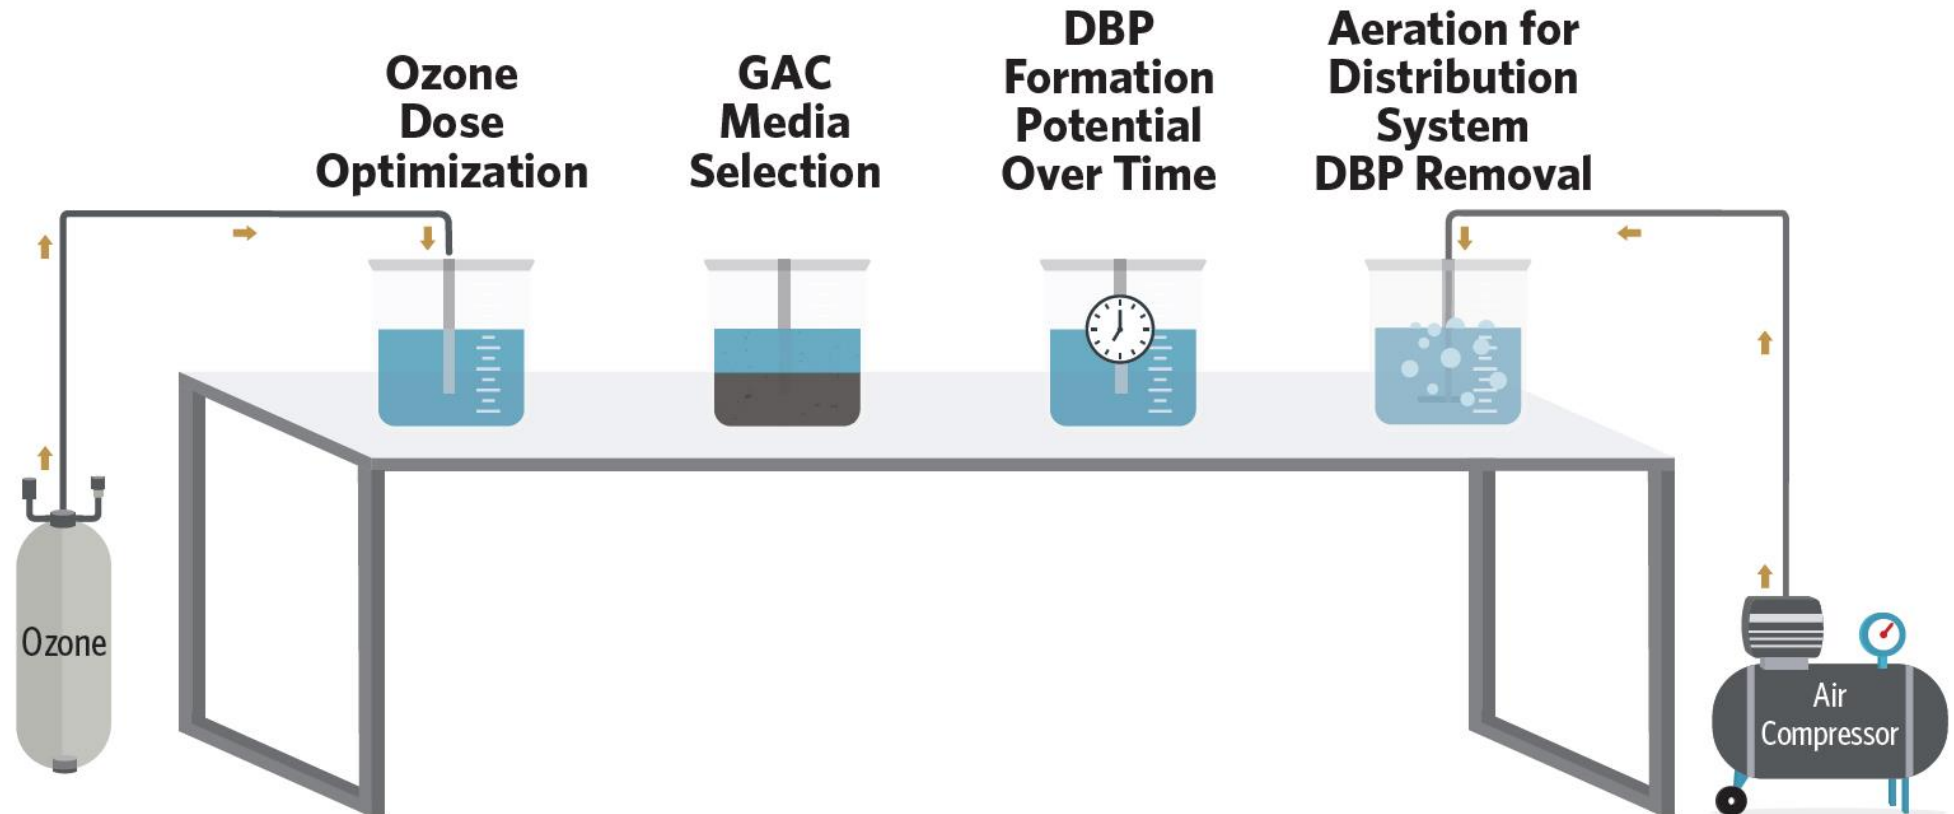 Ozone
Dose
Optimization
GAC
Media
Selection
DBP
Formation
Potential
Over Time
Aeration for
Distribution
System
DBP Removal
Ozone
Air
Compressor